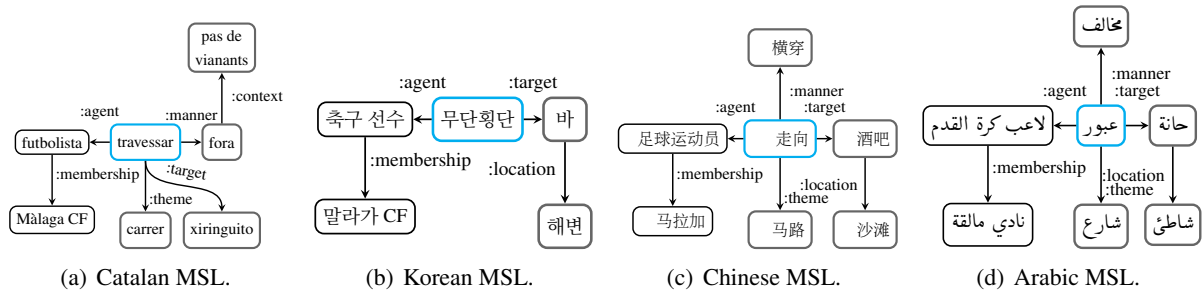 pas de
vianants
:context
:agent
:manner
futbolista
travessar
fora
:membership
:target
:theme
Màlaga CF
carrer
xiringuito
(a) Catalan MSL.
:agent
:target
축구 선수
무단횡단
바
:membership
:location
말라가 CF
해변
(b) Korean MSL.
横穿
:manner
:agent
:target
足球运动员
走向
酒吧
:membership
:location
:theme
马拉加
马路
沙滩
(c) Chinese MSL.
مخالف
:manner
:agent
:target
لاعب كرة القدم
عبور
حانة
:membership
:location
:theme
نادي مالقة
شارع
شاطئ
(d) Arabic MSL.